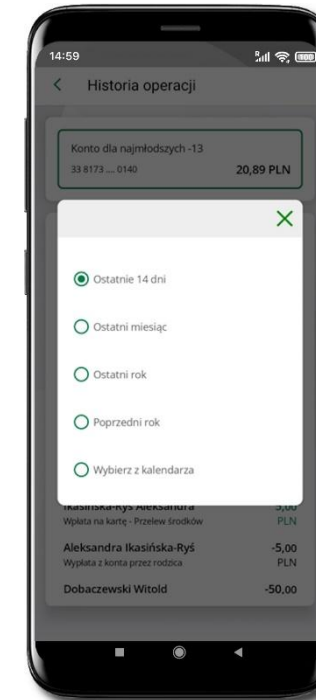 14:59
Historia operacji
Konto dla najmłodszych -13
33 8173 .... 0140 20,89 PLN
Ostatnie 14 dni
Ostatni miesiąc
Ostatni rok
Poprzedni rok
Wybierz z kalendarza
Ikasińska-Ryś Aleksandra 5,00
Wpłata na kartę - Przelew środków PLN
Aleksandra Ikasińska-Ryś -5,00
Wypłata z konta przez rodzica PLN
Dobaczewski Witold -50,00